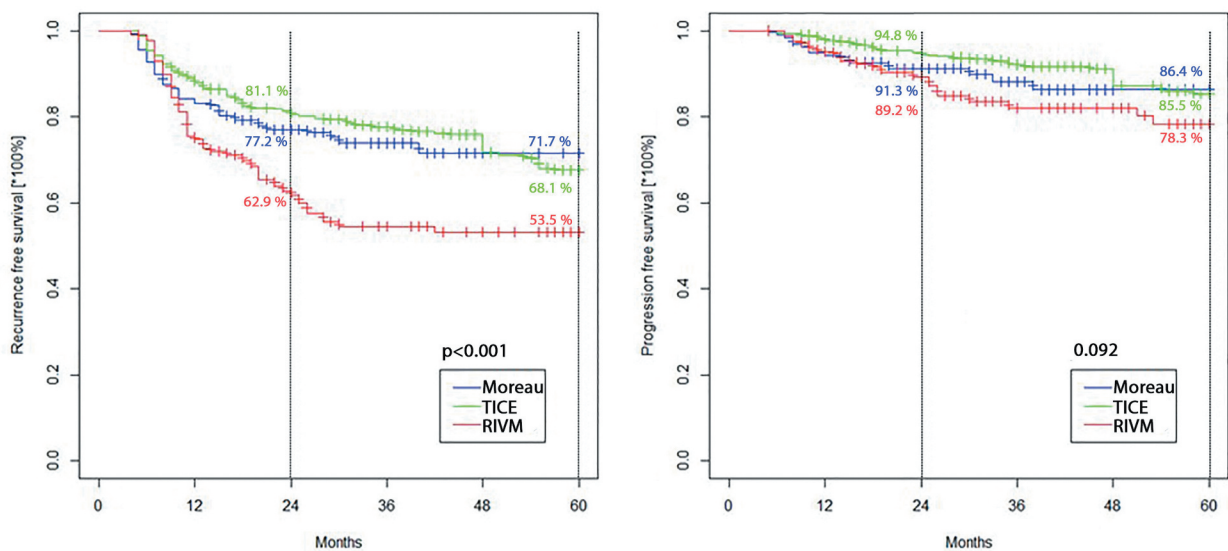 Recurrence free survival [*100%]
1.0
0.8
0.6
0.4
0.2
0.0
81.1 %
77.2 %
62.9 %
71.7 %
68.1 %
53.5 %
p<0.001
Moreau
TICE
RIVM
0 12 24 36 48 60
Months
Progression free survival [*100%]
1.0
0.8
0.6
0.4
0.2
0.0
94.8 %
91.3 %
89.2 %
86.4 %
85.5 %
78.3 %
0.092
Moreau
TICE
RIVM
0 12 24 36 48 60
Months